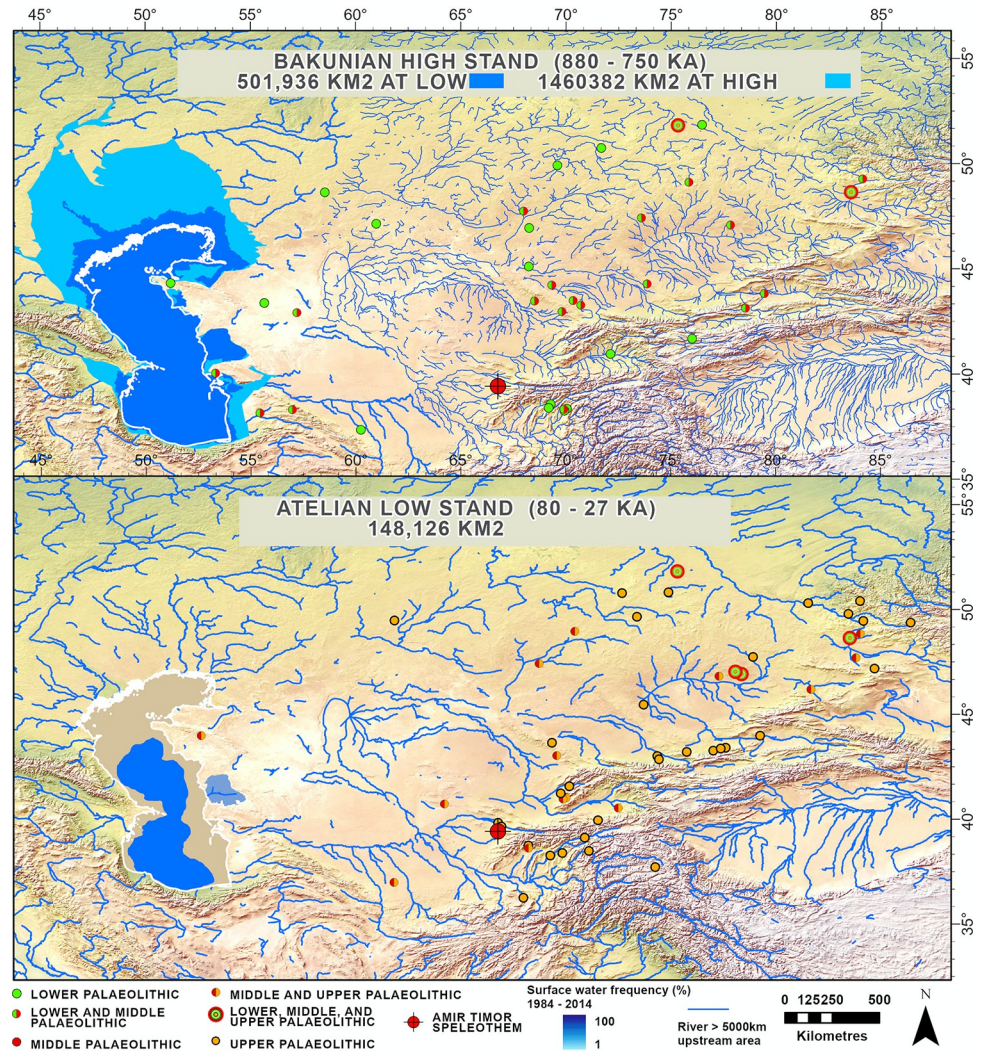 45° 50° 55° 60° 65° 70° 75° 80° 85°
BAKUNIAN HIGH STAND (880 - 750 KA)
501,936 KM2 AT LOW 1460382 KM2 AT HIGH
55°
50°
45°
40°
45° 50° 55° 60° 65° 70° 75° 80° 85°
35°
55°
ATELIAN LOW STAND (80 - 27 KA)
148,126 KM2
50°
45°
40°
35°
LOWER PALAEOLITHIC
LOWER AND MIDDLE
PALAEOLITHIC
MIDDLE PALAEOLITHIC
MIDDLE AND UPPER PALAEOLITHIC
LOWER, MIDDLE, AND
UPPER PALAEOLITHIC
UPPER PALAEOLITHIC
AMIR TIMOR
SPELEOTHEM
Surface water frequency (%)
1984 - 2014
100
1
River > 5000km
upstream area
0 125250 500
Kilometres
N